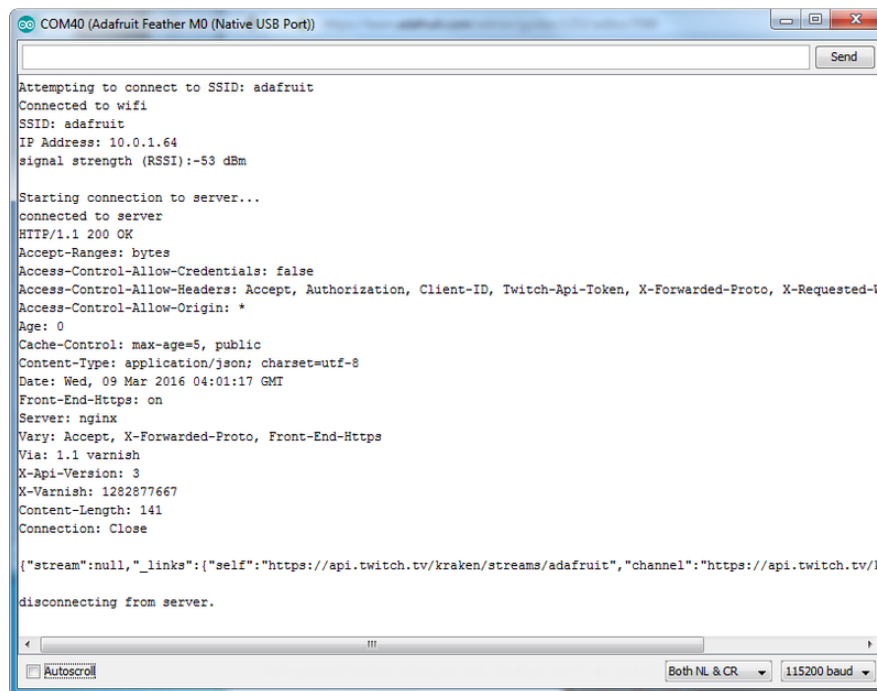 COM40 (Adafruit Feather M0 (Native USB Port))
Send
Attempting to connect to SSID: adafruit
Connected to wifi
SSID: adafruit
IP Address: 10.0.1.64
signal strength (RSSI):-53 dBm
Starting connection to server...
connected to server
HTTP/1.1 200 OK
Accept-Ranges: bytes
Access-Control-Allow-Credentials: false
Access-Control-Allow-Headers: Accept, Authorization, Client-ID, Twitch-Api-Token, X-Forwarded-Proto, X-Requested-W
Access-Control-Allow-Origin: *
Age: 0
Cache-Control: max-age=5, public
Content-Type: application/json; charset=utf-8
Date: Wed, 09 Mar 2016 04:01:17 GMT
Front-End-Https: on
Server: nginx
Vary: Accept, X-Forwarded-Proto, Front-End-Https
Via: 1.1 varnish
X-Api-Version: 3
X-Varnish: 1282877667
Content-Length: 141
Connection: Close
{"stream":null,"_links":{"self":"https://api.twitch.tv/kraken/streams/adafruit","channel":"https://api.twitch.tv/
disconnecting from server.
Autoscroll
Both NL & CR
115200 baud